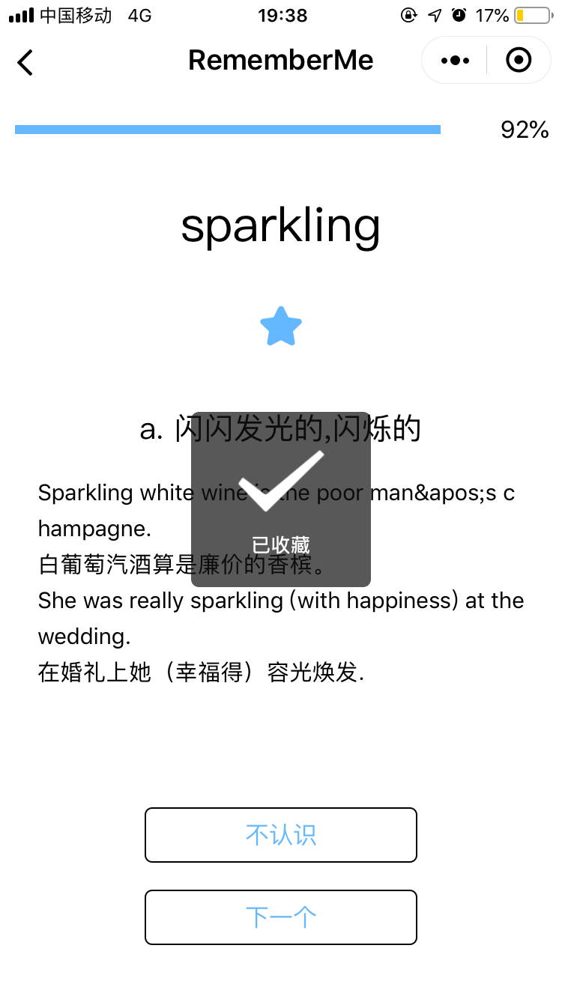 中国移动 4G 19:38 17%
RememberMe
92%
sparkling
a. 闪闪发光的,闪烁的
Sparkling white wine is the poor man&apos;s c
hampagne.
已收藏
白葡萄汽酒算是廉价的香槟。
She was really sparkling (with happiness) at the
wedding.
在婚礼上她（幸福得）容光焕发.
不认识
下一个